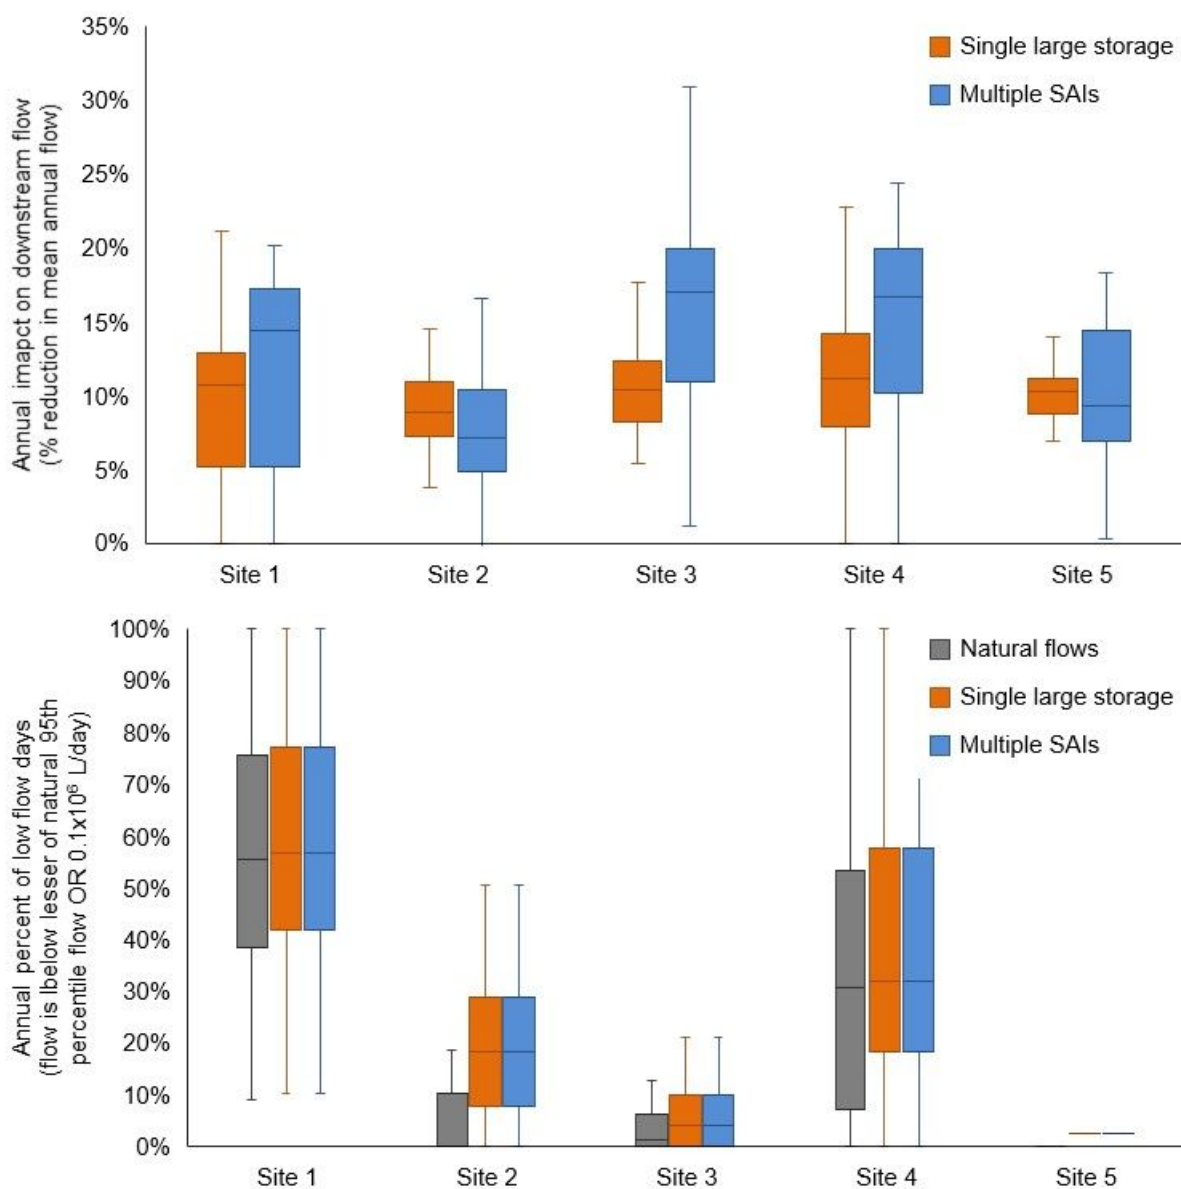 35%
30%
25%
20%
15%
10%
5%
0%
Annual imapct on downstream flow
(% reduction in mean annual flow)
Single large storage
Multiple SAIs
Site 1
Site 2
Site 3
Site 4
Site 5
100%
90%
80%
70%
60%
50%
40%
30%
20%
10%
0%
Annual percent of low flow days
(flow is lbelow lesser of natural 95th
percentile flow OR 0.1x10⁶ L/day)
Natural flows
Single large storage
Multiple SAIs
Site 1
Site 2
Site 3
Site 4
Site 5